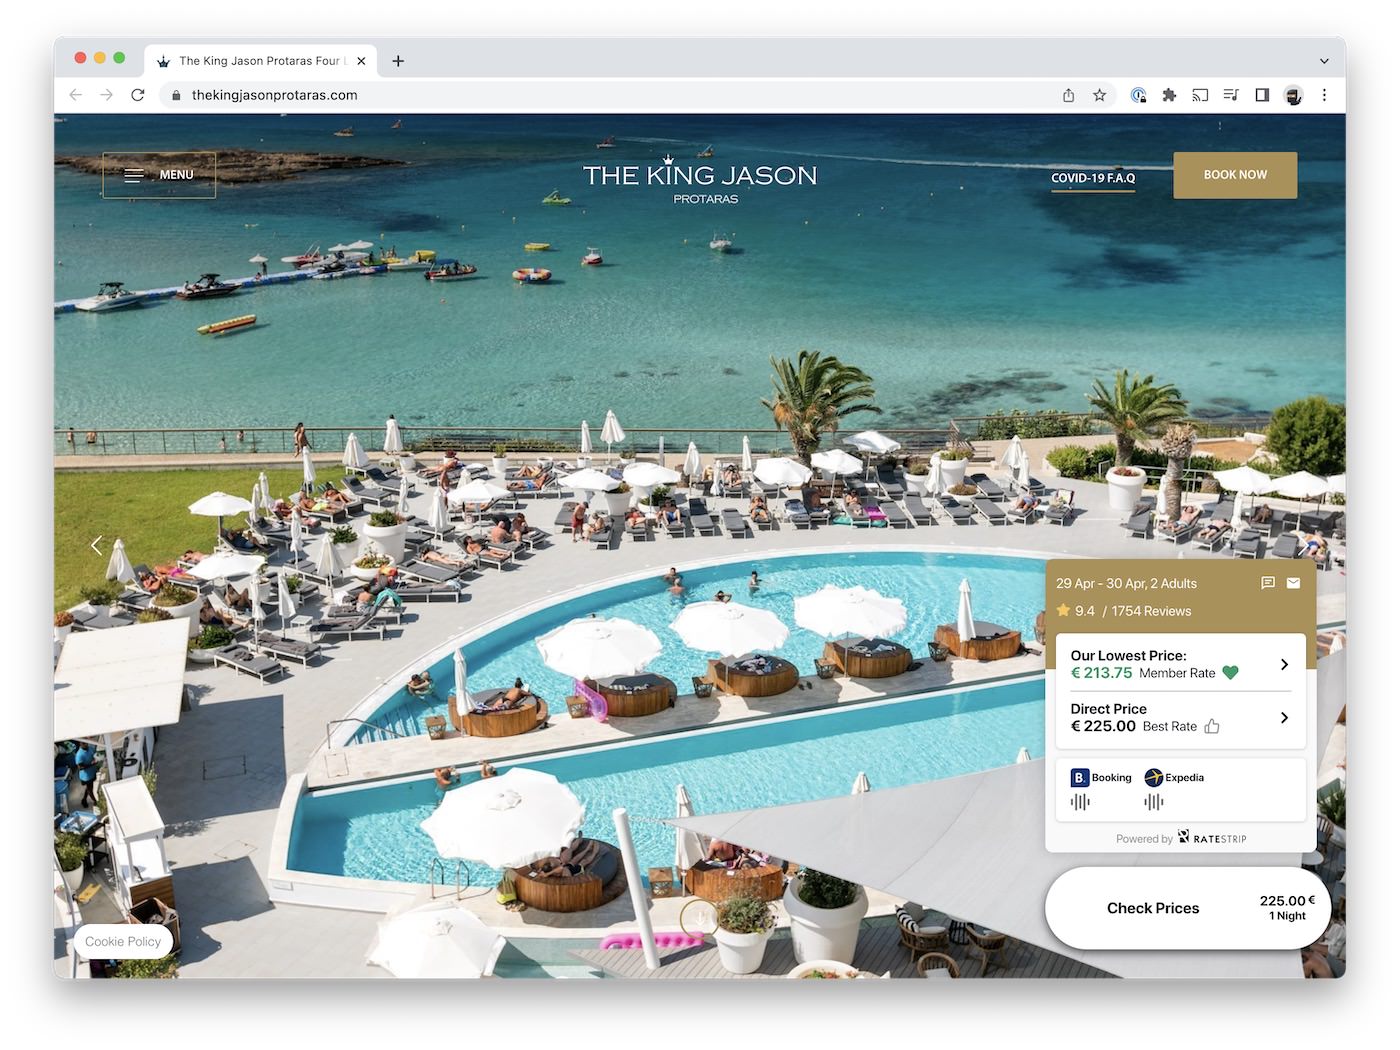 The King Jason Protaras Four L
thekingjasonprotaras.com
MENU
THE KING JASON
PROTARAS
COVID-19 F.A.Q
BOOK NOW
29 Apr - 30 Apr, 2 Adults
9.4 / 1754 Reviews
Our Lowest Price:
€ 213.75 Member Rate
Direct Price
€ 225.00 Best Rate
B. Booking Expedia
Powered by RATESTRIP
Check Prices
225.00 €
1 Night
Cookie Policy